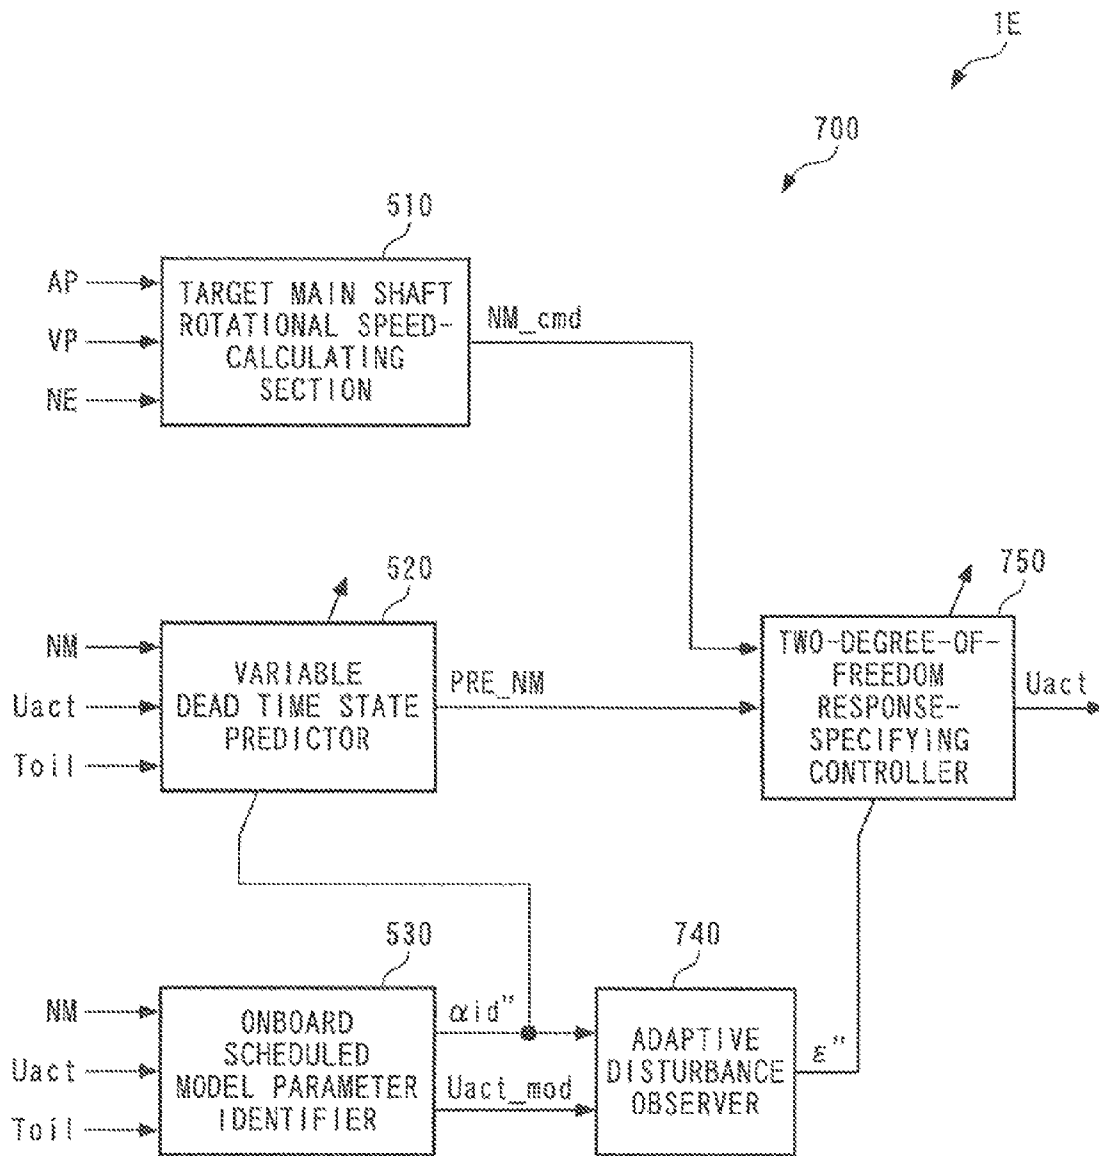 1E
700
510
AP
VP
NE
TARGET MAIN SHAFT
ROTATIONAL SPEED-
CALCULATING
SECTION
NM_cmd
520
750
NM
Uact
Toil
VARIABLE
DEAD TIME STATE
PREDICTOR
PRE_NM
TWO-DEGREE-OF-
FREEDOM
RESPONSE-
SPECIFYING
CONTROLLER
Uact
530
740
NM
Uact
Toil
ONBOARD
SCHEDULED
MODEL PARAMETER
IDENTIFIER
αid"
Uact_mod
ADAPTIVE
DISTURBANCE
OBSERVER
ε"